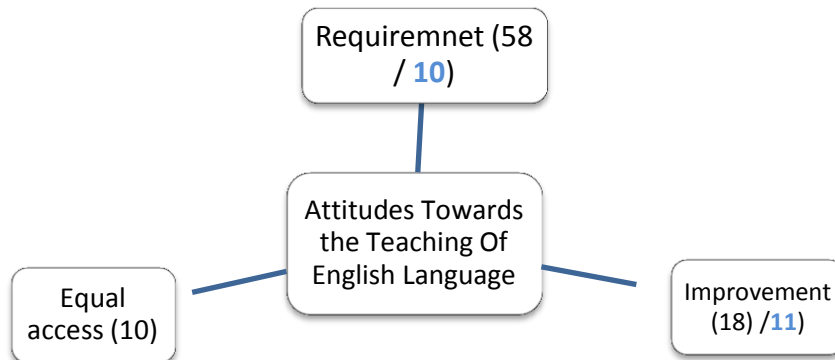 Requiremnet (58
/ 10)
Attitudes Towards
the Teaching Of
English Language
Equal
access (10)
Improvement
(18) /11)